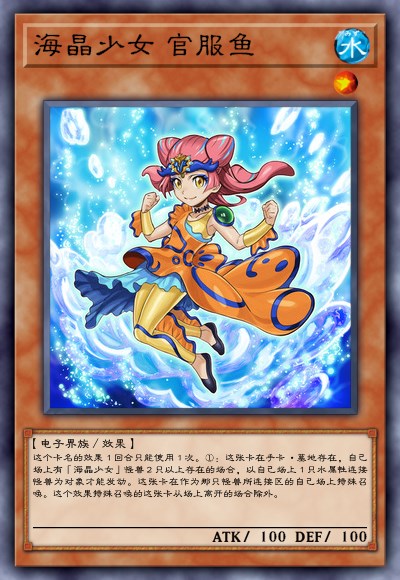 海晶少女 官服鱼
水
【电子界族/效果】
这个卡名的效果1回合只能使用1次。①：这张卡在手卡·墓地存在，自己
场上有「海晶少女」怪兽2只以上存在的场合，以自己场上1只水属性连接
怪兽为对象才能发动。这张卡在作为那只怪兽所连接区的自己场上特殊召
唤。这个效果特殊召唤的这张卡从场上离开的场合除外。
ATK/ 100 DEF/ 100